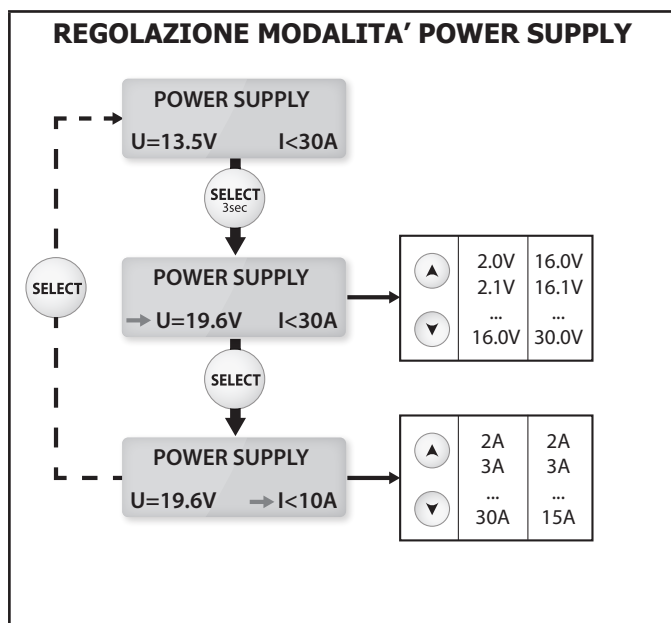 REGOLAZIONE MODALITA’ POWER SUPPLY
POWER SUPPLY
U=13.5V I<30A
SELECT
3sec
SELECT
POWER SUPPLY
U=19.6V I<30A
2.0V 16.0V
2.1V 16.1V
... ...
16.0V 30.0V
SELECT
POWER SUPPLY
U=19.6V I<10A
2A 2A
3A 3A
... ...
30A 15A